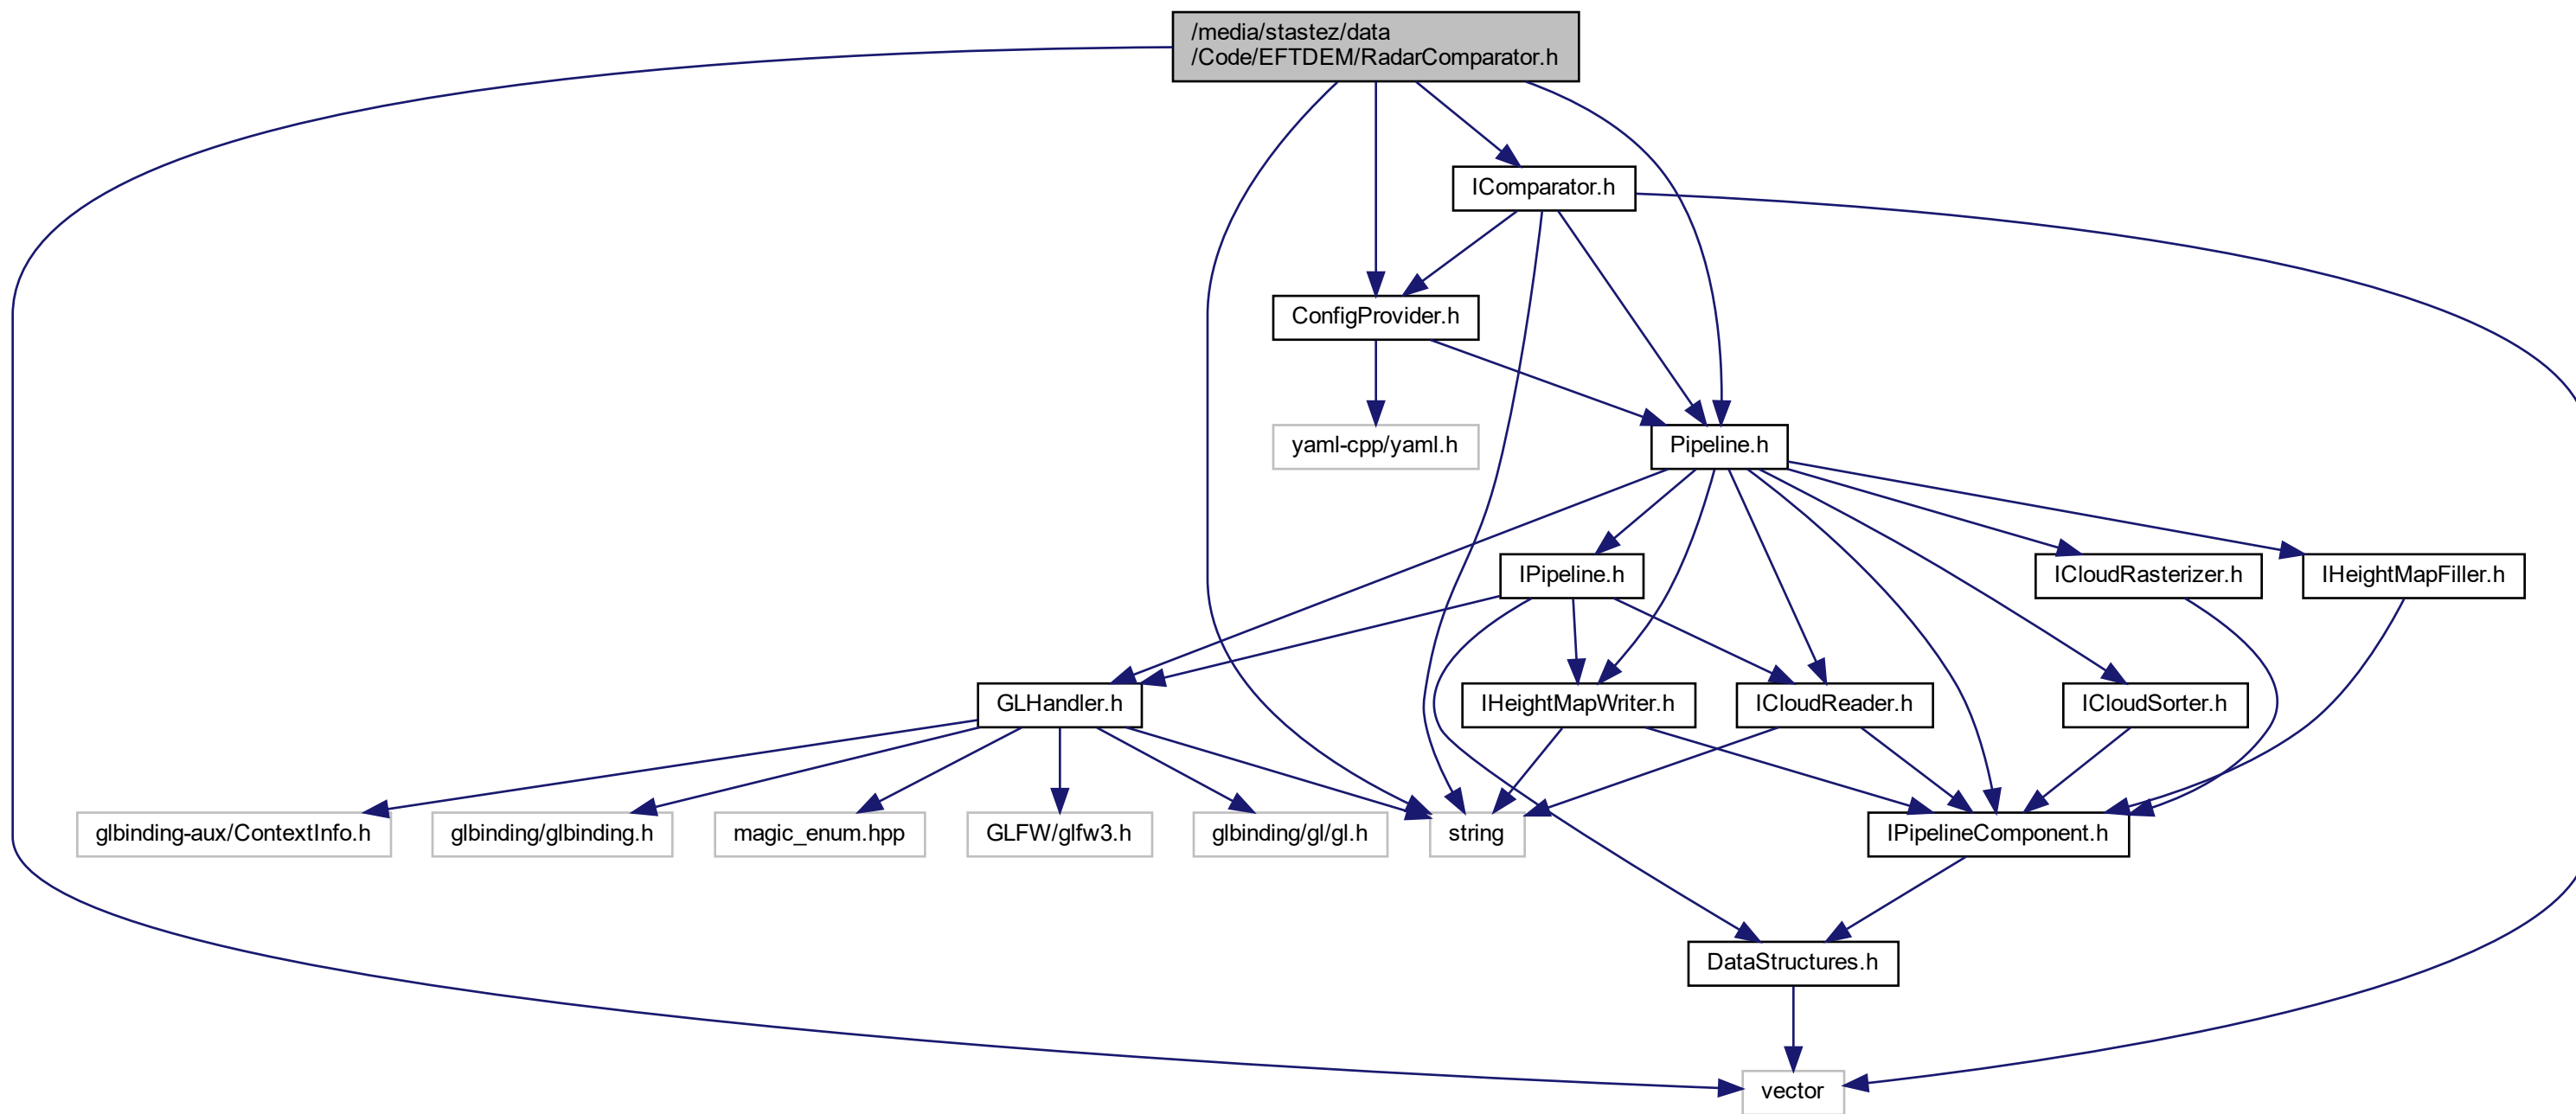 /media/stastez/data
/Code/EFTDEM/RadarComparator.h
IComparator.h
ConfigProvider.h
yaml-cpp/yaml.h
Pipeline.h
IPipeline.h
ICloudRasterizer.h
IHeightMapFiller.h
GLHandler.h
IHeightMapWriter.h
ICloudReader.h
ICloudSorter.h
glbinding-aux/ContextInfo.h
glbinding/glbinding.h
magic_enum.hpp
GLFW/glfw3.h
glbinding/gl/gl.h
string
IPipelineComponent.h
DataStructures.h
vector